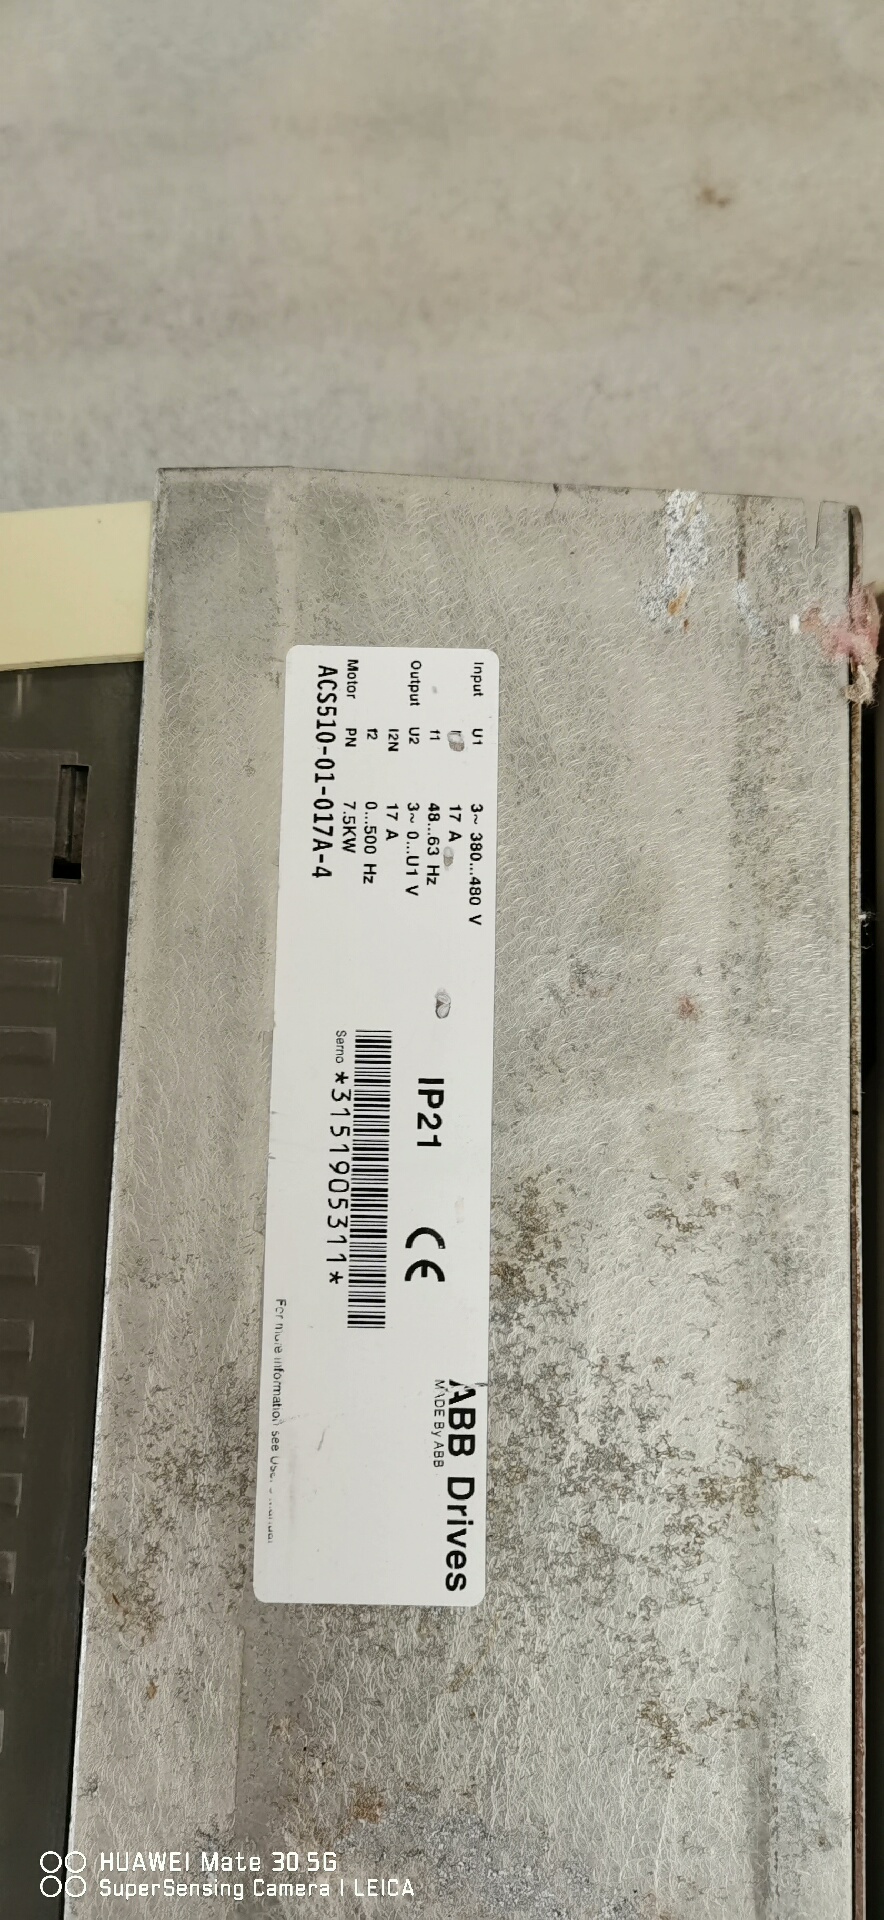 Input U1 3~ 380...480 V
17 A
f1 48...63 Hz
Output U2 3~ 0...U1 V
I2N 17 A
f2 0...500 Hz
Motor PN 7.5KW
ACS510-01-017A-4
IP21
CE
Serno *3151905311*
ABB Drives
MADE By ABB
For more information see User's
HUAWEI Mate 30 5G
SuperSensing Camera | LEICA